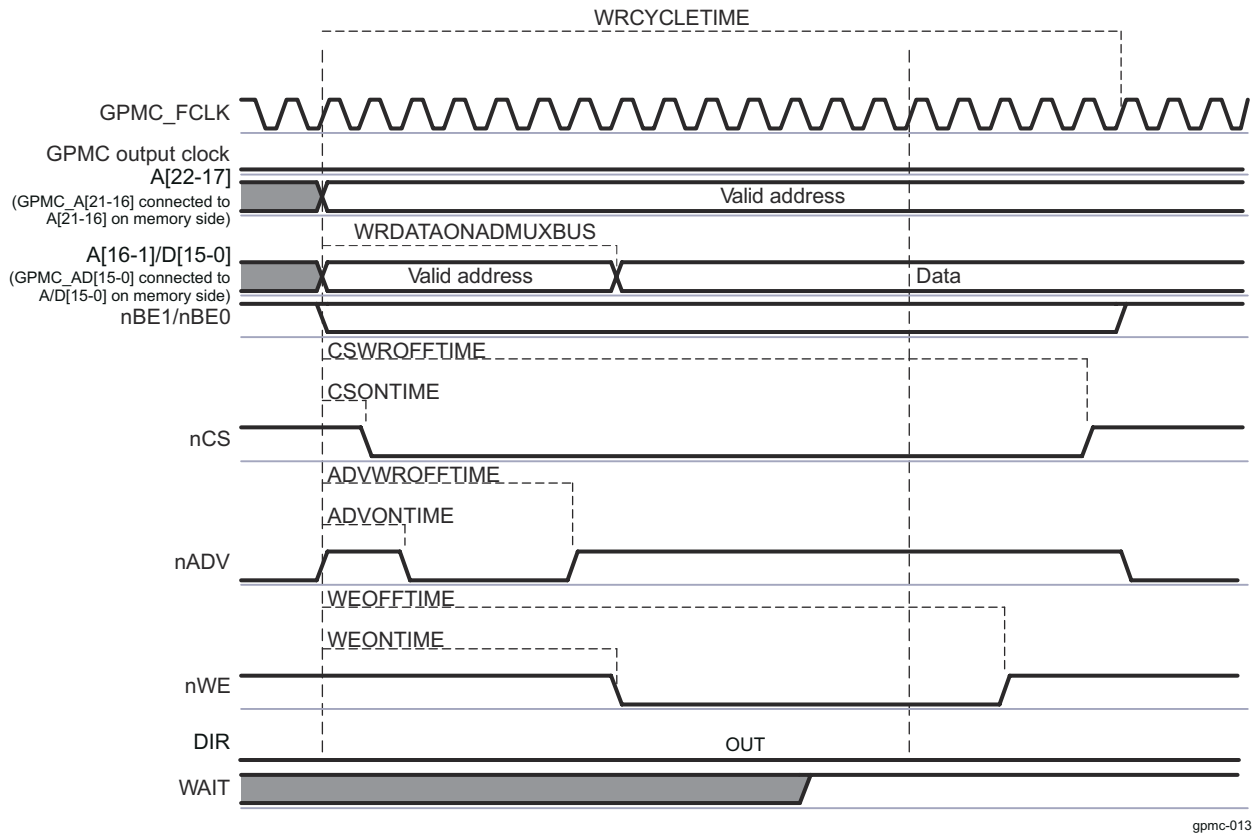 WRCYCLETIME
GPMC_FCLK
GPMC output clock
A[22-17]
(GPMC_A[21-16] connected to
A[21-16] on memory side)
Valid address
WRDATAONADMUXBUS
A[16-1]/D[15-0]
(GPMC_AD[15-0] connected to
A/D[15-0] on memory side)
Valid address
Data
nBE1/nBE0
CSWROFFTIME
CSONTIME
nCS
ADVWROFFTIME
ADVONTIME
nADV
WEOFFTIME
WEONTIME
nWE
DIR
OUT
WAIT
gpmc-013